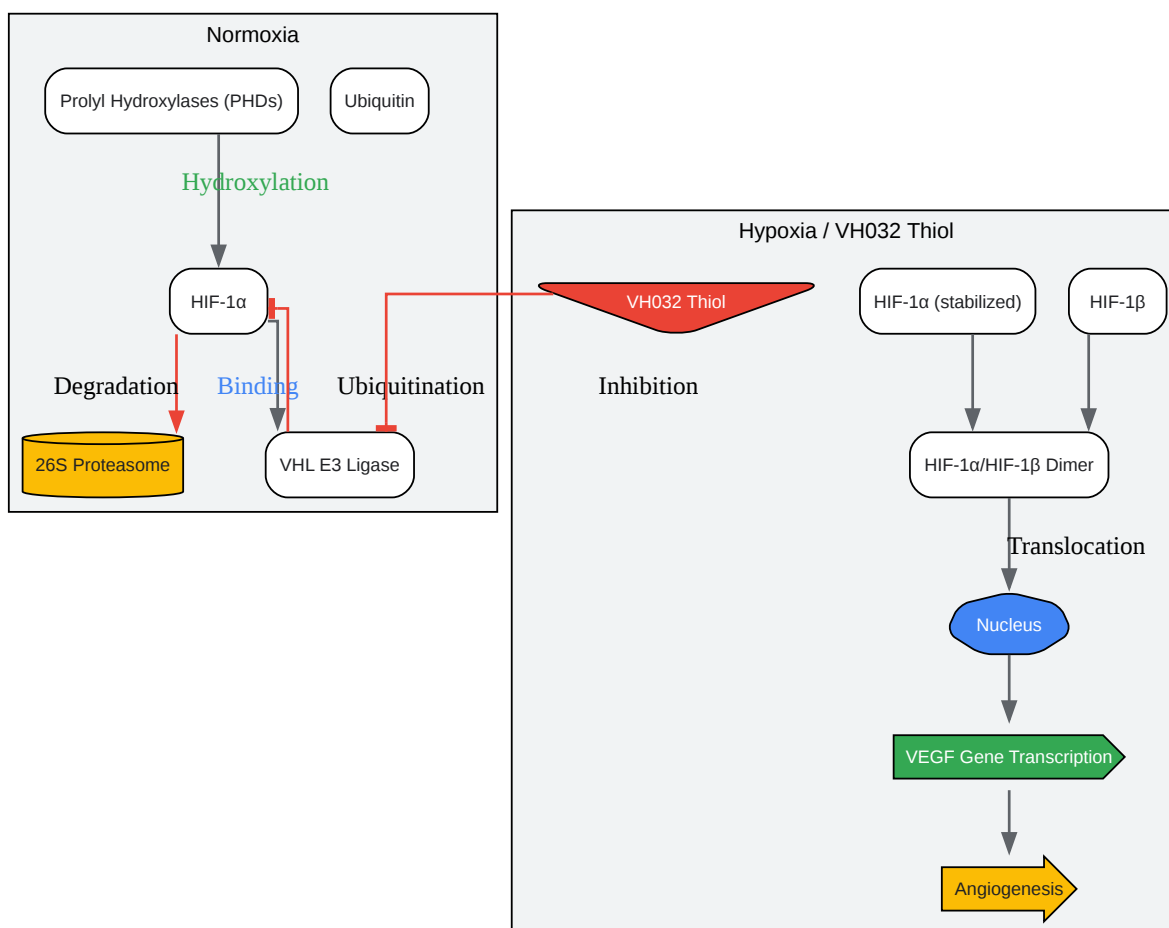 Normoxia
Prolyl Hydroxylases (PHDs)
Ubiquitin
Hydroxylation
HIF-1α
Degradation
Binding
Ubiquitination
26S Proteasome
VHL E3 Ligase
Hypoxia / VH032 Thiol
VH032 Thiol
HIF-1α (stabilized)
HIF-1β
Inhibition
HIF-1α/HIF-1β Dimer
Translocation
Nucleus
VEGF Gene Transcription
Angiogenesis